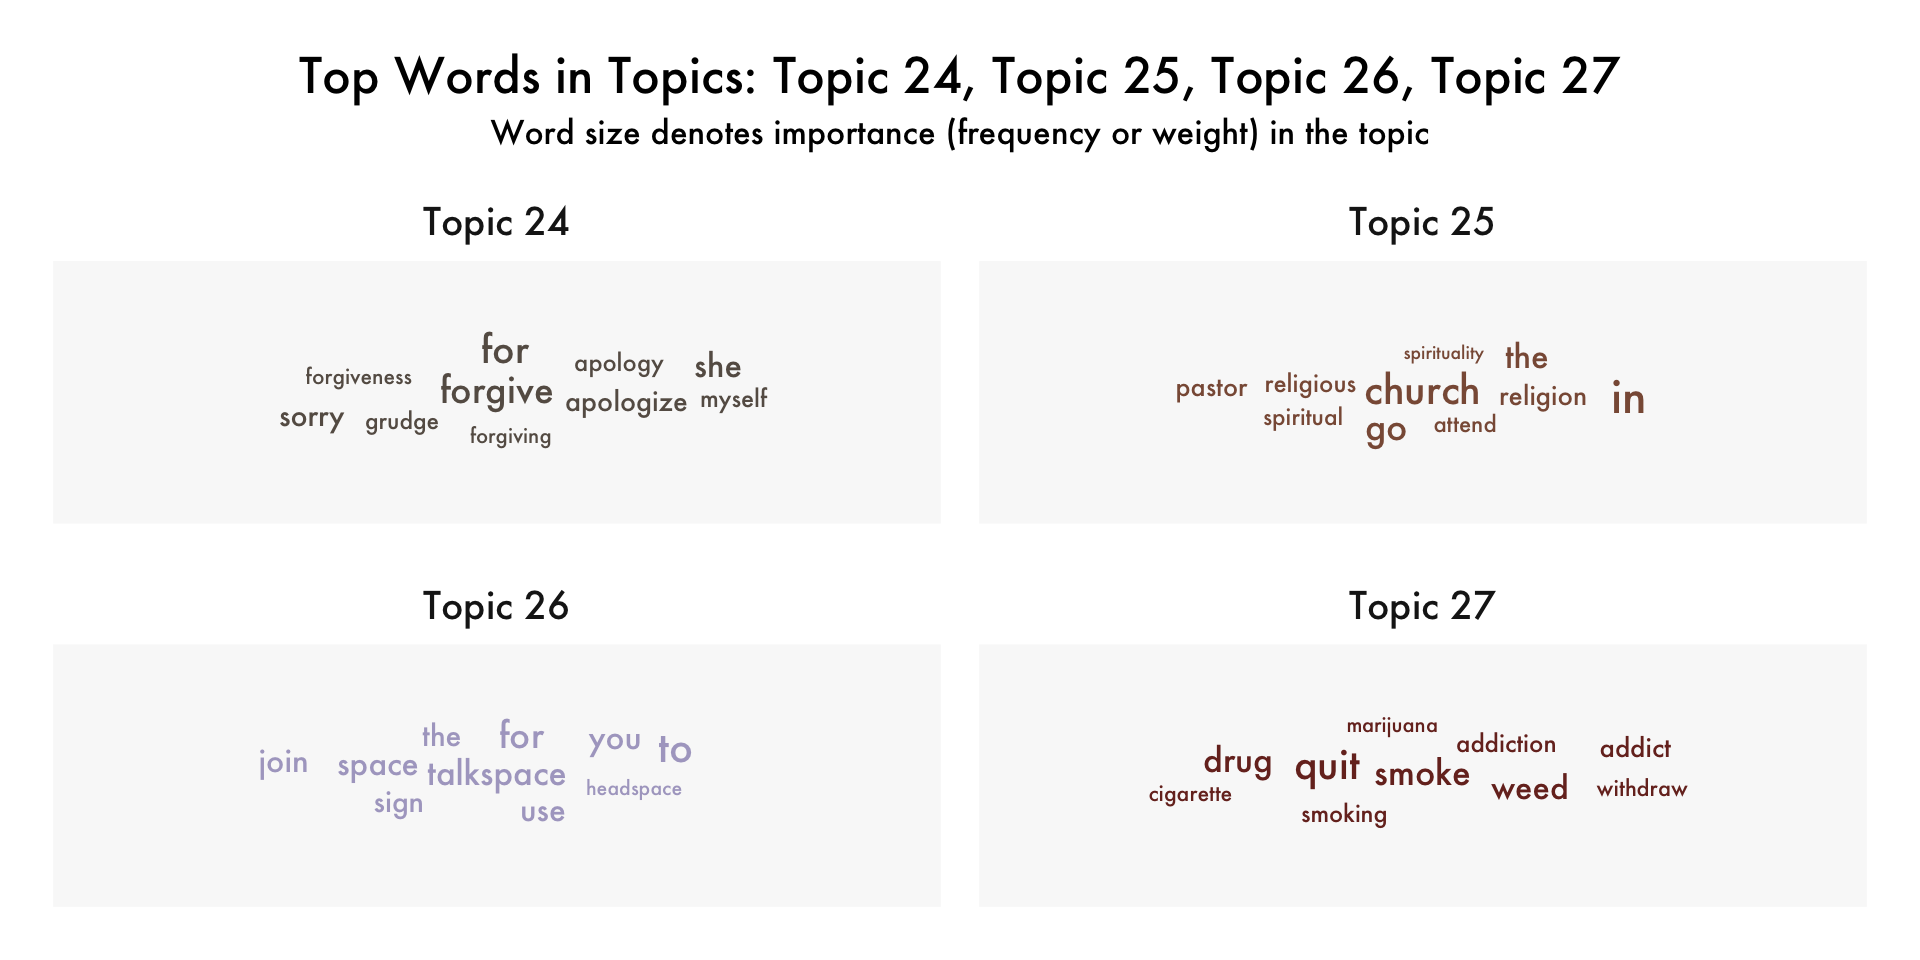 Top Words in Topics: Topic 24, Topic 25, Topic 26, Topic 27
Word size denotes importance (frequency or weight) in the topic
Topic 24
for
apology she
forgiveness forgive apologize myself
sorry grudge forgiving
Topic 25
spirituality the
pastor religious church religion in
spiritual go attend
Topic 26
the for you to
join space talkspace headspace
sign use
Topic 27
marijuana
drug quit smoke addiction addict
cigarette weed withdraw
smoking